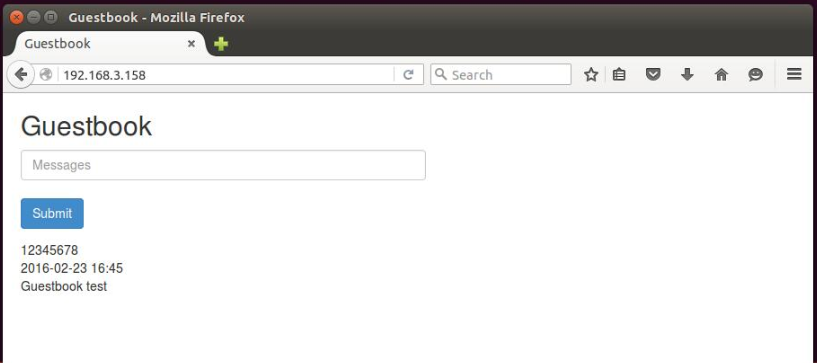 Guestbook - Mozilla Firefox
Guestbook
192.168.3.158
Search
Guestbook
Messages
Submit
12345678
2016-02-23 16:45
Guestbook test